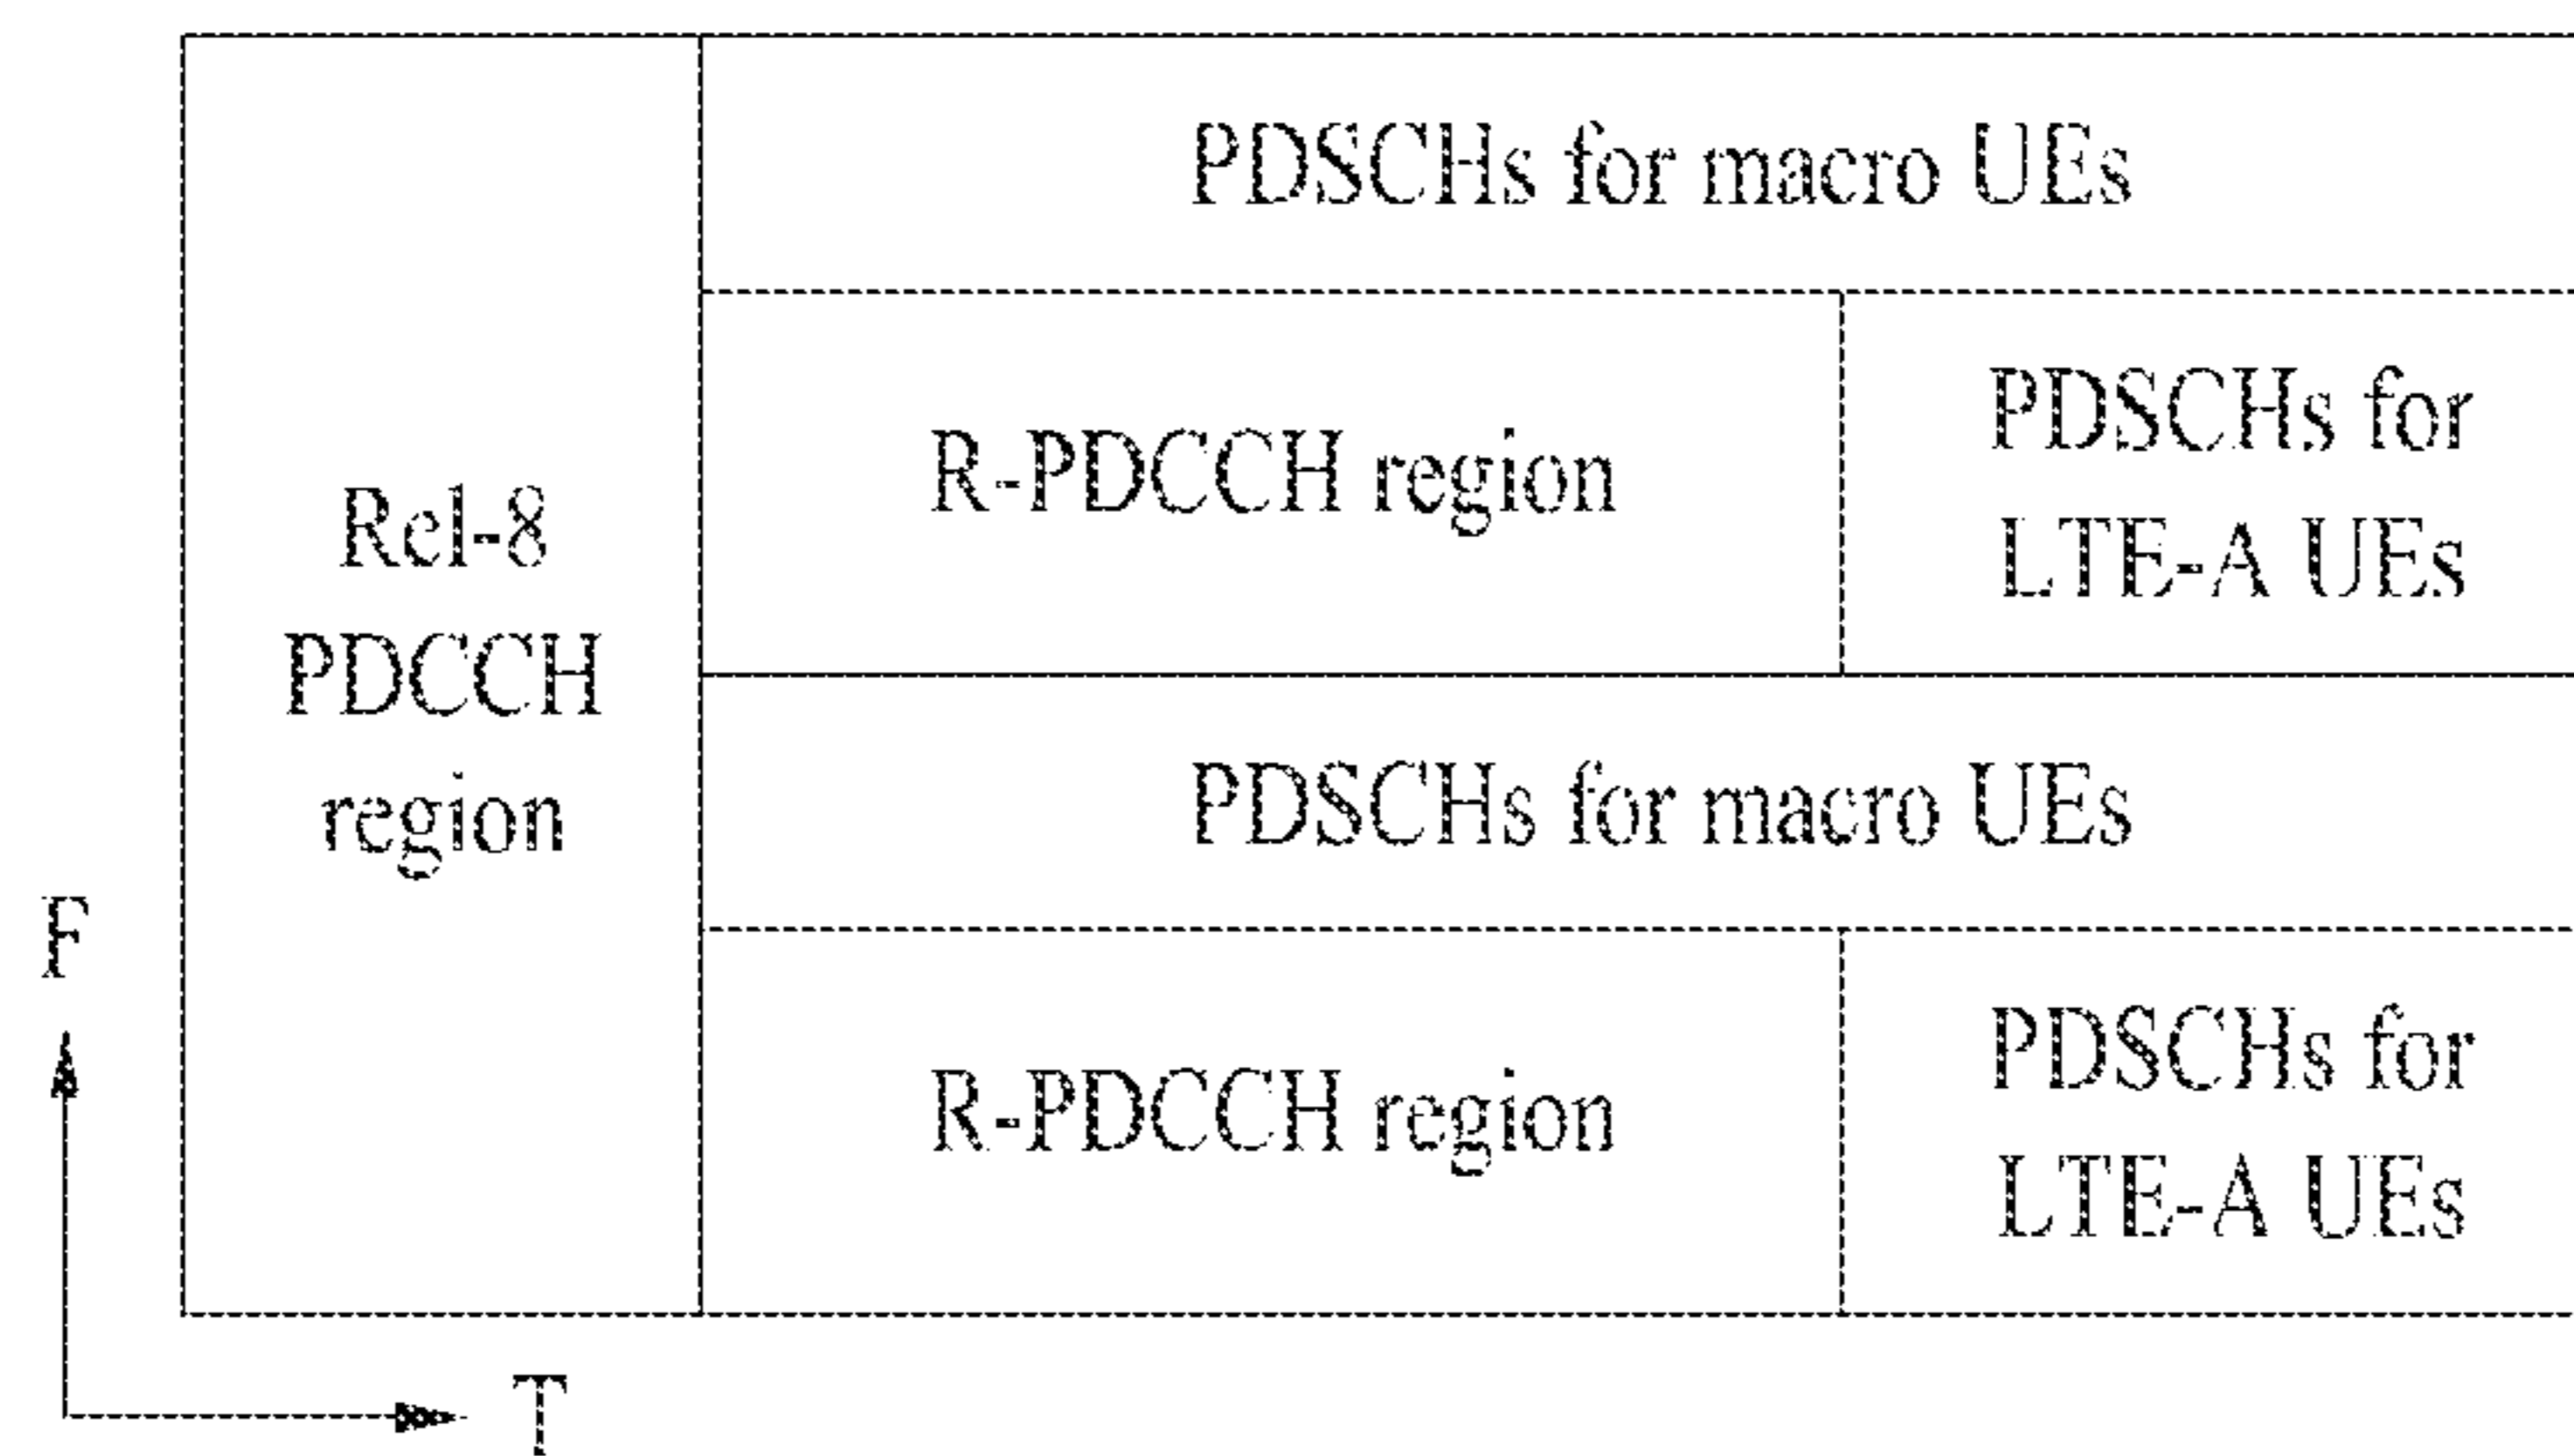 PDSCHs for macro UEs
R-PDCCH region
PDSCHs for
LTE-A UEs
Rel-8
PDCCH
region
PDSCHs for macro UEs
R-PDCCH region
PDSCHs for
LTE-A UEs
F
T